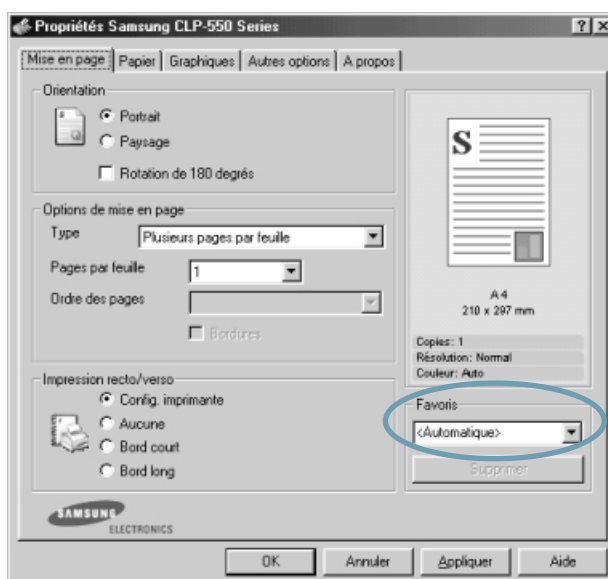 Propriétés Samsung CLP-550 Series
Mise en page Papier Graphiques Autres options A propos
Orientation
Portrait
Paysage
Rotation de 180 degrés
Options de mise en page
Type Plusieurs pages par feuille
Pages par feuille 1
Ordre des pages
Bordures
Impression recto/verso
Config. imprimante
Aucune
Bord court
Bord long
S
A4
210 x 297 mm
Copies: 1
Résolution: Normal
Couleur: Auto
Favoris
<Automatique>
Supprimer
SAMSUNG
ELECTRONICS
OK Annuler Appliquer Aide